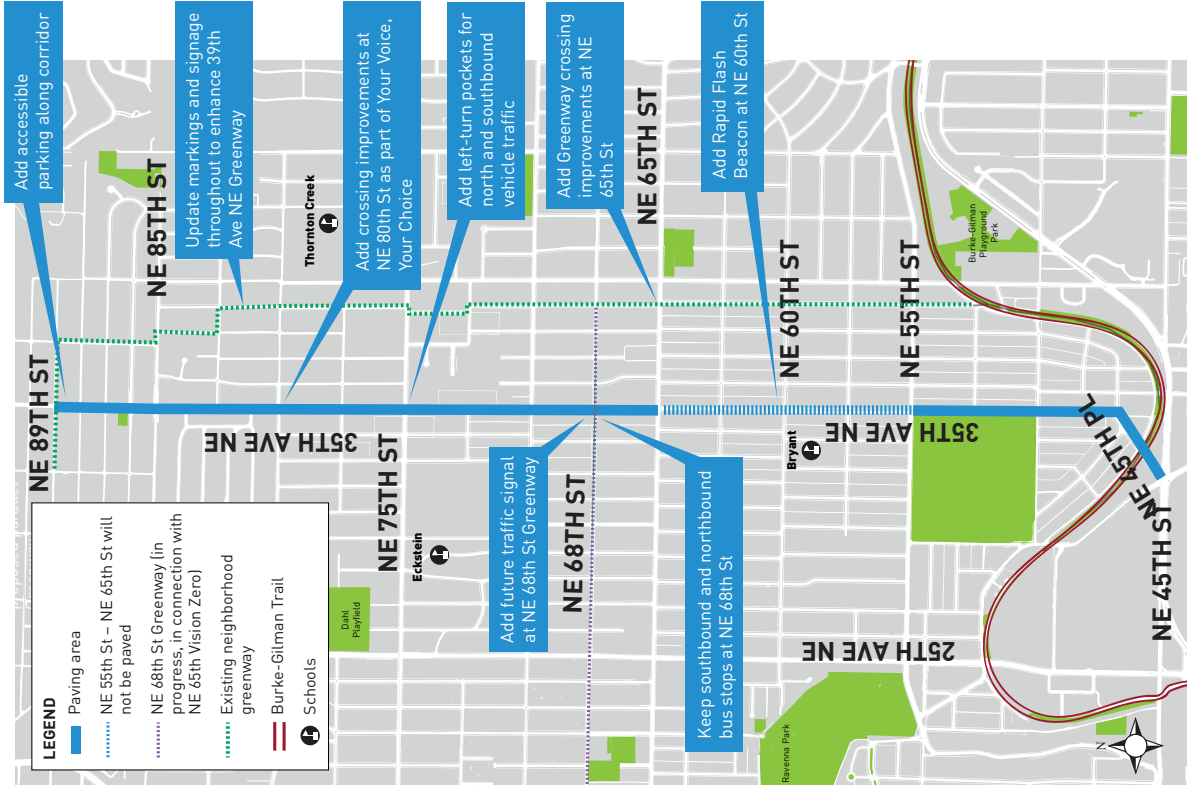 Add accessible
parking along corridor
NE 85TH ST
Update markings and signage
throughout to enhance 39th
Ave NE Greenway
Thornton Creek
Add crossing improvements at
NE 80th St as part of Your Voice,
Your Choice
Add left-turn pockets for
north and southbound
vehicle traffic
Add Greenway crossing
improvements at NE
65th St
NE 65TH ST
Add Rapid Flash
Beacon at NE 60th St
NE 60TH ST
NE 55TH ST
Burke-Gilman
Playground
Park
NE 89TH ST
35TH AVE NE
NE 75TH ST
Eckstein
Add future traffic signal
at NE 68th St Greenway
NE 68TH ST
Keep southbound and northbound
bus stops at NE 68th St
Bryant
35TH AVE NE
25TH AVE NE
NE 45TH PL
NE 45TH ST
Dahl
Playfield
Ravenna Park
N
LEGEND
Paving area
NE 55th St – NE 65th St will
not be paved
NE 68th St Greenway (in
progress, in connection with
NE 65th Vision Zero)
Existing neighborhood
greenway
Burke-Gilman Trail
Schools